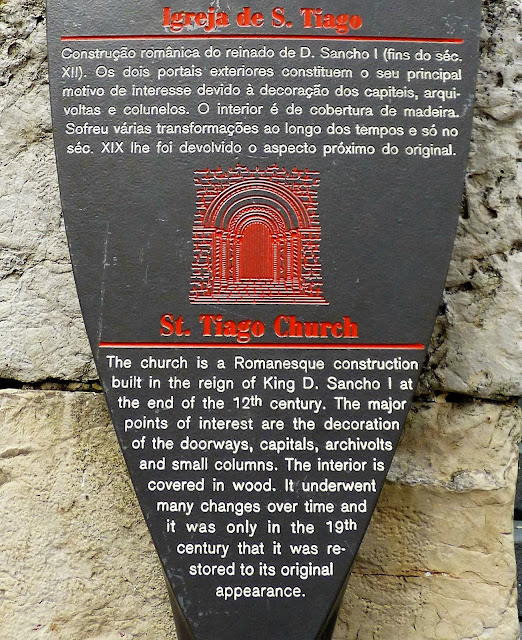 Igreja de S. Tiago
Construção românica do reinado de D. Sancho I (fins do séc.
XII). Os dois portais exteriores constituem o seu principal
motivo de interesse devido à decoração dos capiteis, arqui-
voltas e colunelos. O interior é de cobertura de madeira.
Sofreu várias transformações ao longo dos tempos e só no
séc. XIX lhe foi devolvido o aspecto próximo do original.
St. Tiago Church
The church is a Romanesque construction
built in the reign of King D. Sancho I at
the end of the 12th century. The major
points of interest are the decoration
of the doorways, capitals, archivolts
and small columns. The interior is
covered in wood. It underwent
many changes over time and
it was only in the 19th
century that it was re-
stored to its original
appearance.